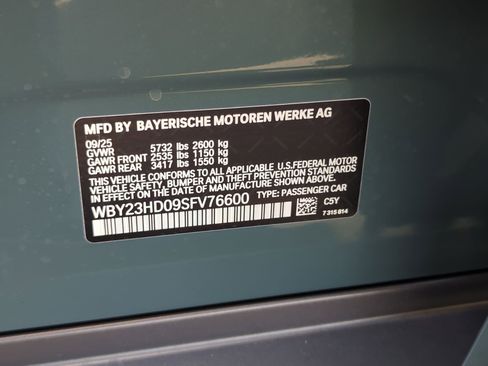 MFD BY BAYERISCHE MOTOREN WERKE AG
09/25
GVWR 5732 lbs 2600 kg
GAWR FRONT 2535 lbs 1150 kg
GAWR REAR 3417 lbs 1550 kg
THIS VEHICLE CONFORMS TO ALL APPLICABLE U.S.FEDERAL MOTOR
VEHICLE SAFETY, BUMPER, AND THEFT PREVENTION STANDARDS
IN EFFECT ON THE DATE OF MANUFACTURE SHOWN ABOVE.
WBY23HD09SFV76600 TYPE: PASSENGER CAR
C5Y
7 315 814